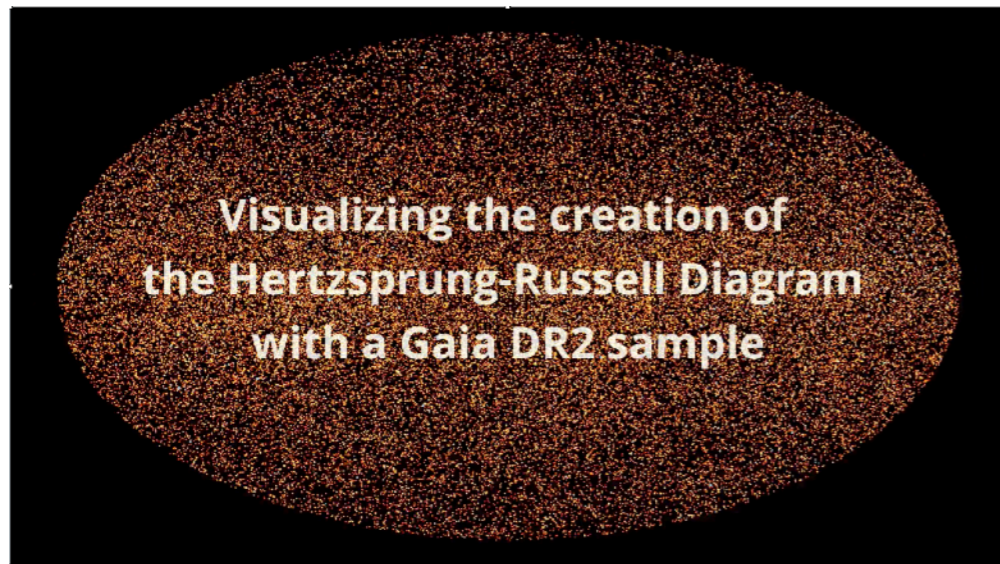 Visualizing the creation of
the Hertzsprung-Russell Diagram
with a Gaia DR2 sample